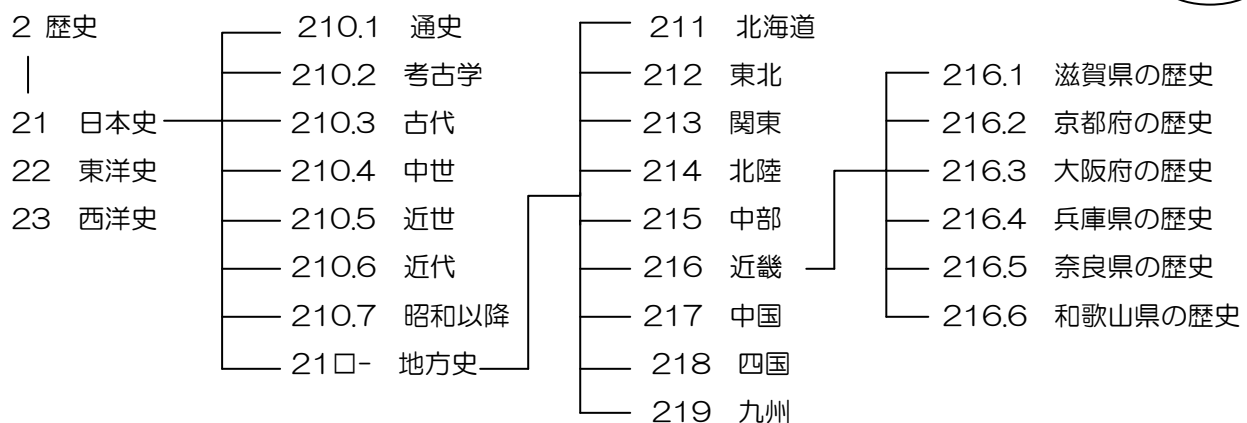 2 歴史
21 日本史
22 東洋史
23 西洋史
210.1 通史
210.2 考古学
210.3 古代
210.4 中世
210.5 近世
210.6 近代
210.7 昭和以降
21□- 地方史
211 北海道
212 東北
213 関東
214 北陸
215 中部
216 近畿
217 中国
218 四国
219 九州
216.1 滋賀県の歴史
216.2 京都府の歴史
216.3 大阪府の歴史
216.4 兵庫県の歴史
216.5 奈良県の歴史
216.6 和歌山県の歴史